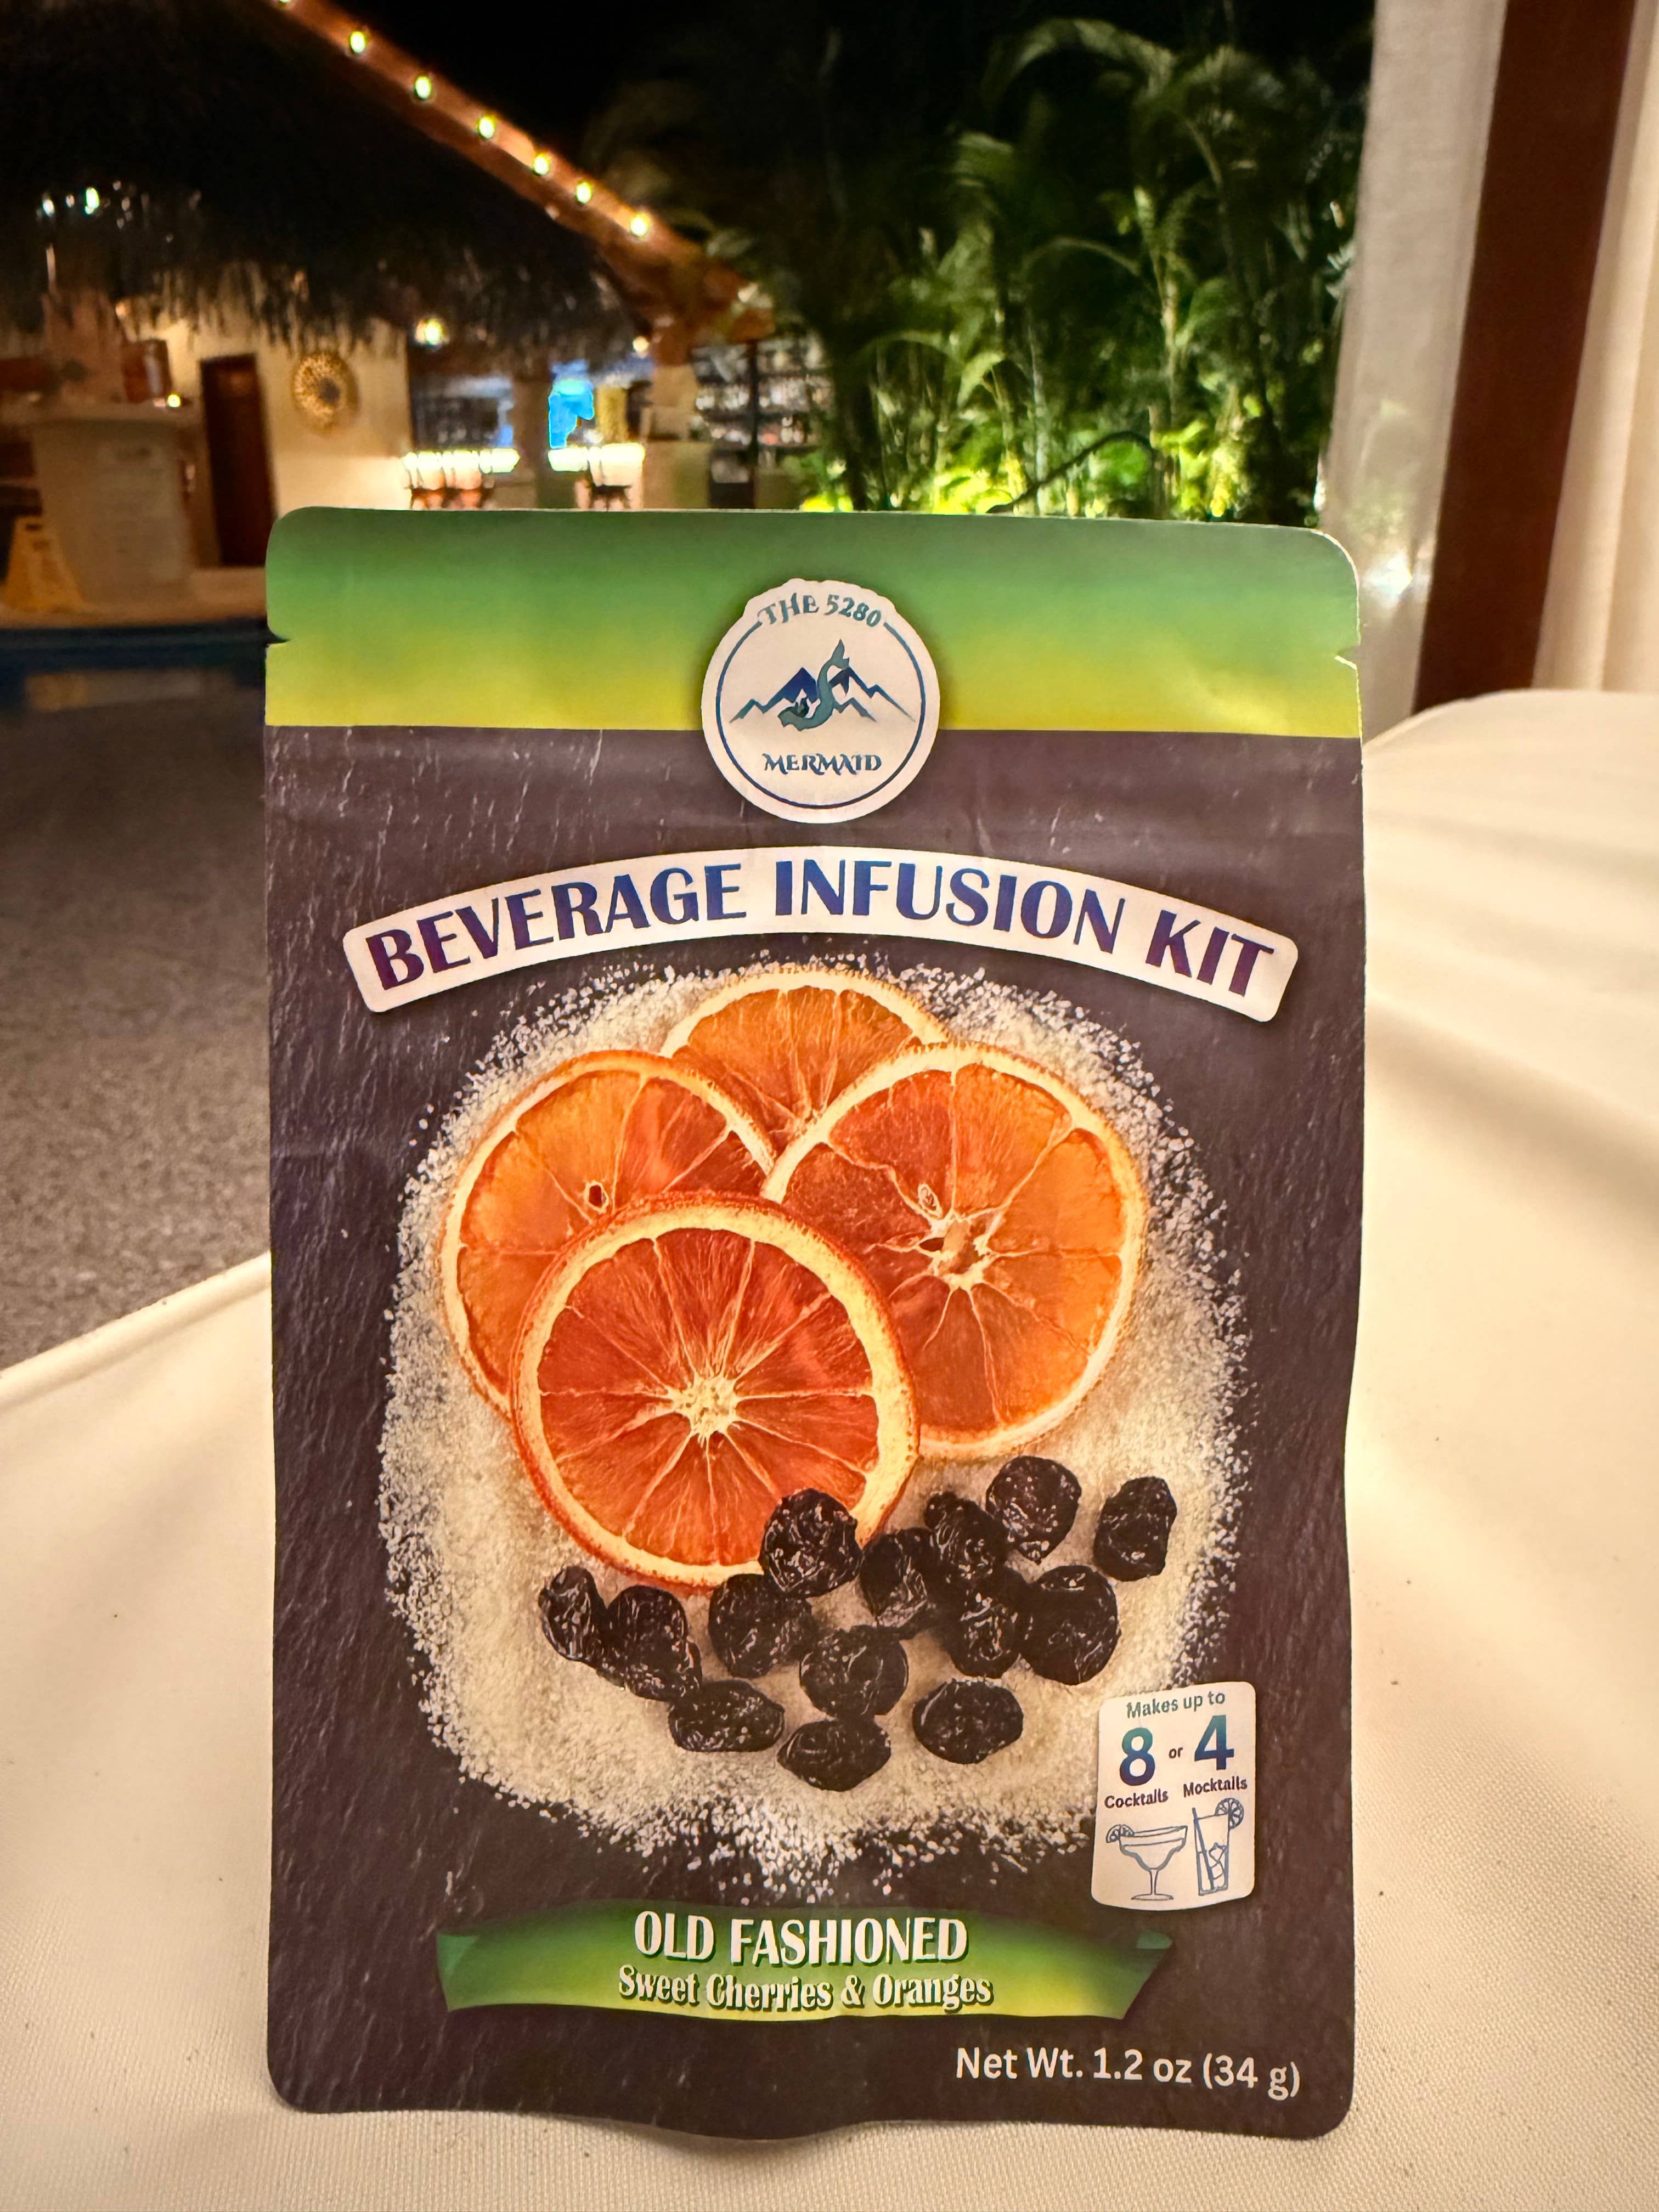 THE 5280
MERMAID
BEVERAGE INFUSION KIT
Makes up to
8 or 4
Cocktails Mocktails
OLD FASHIONED
Sweet Cherries & Oranges
Net Wt. 1.2 oz (34 g)